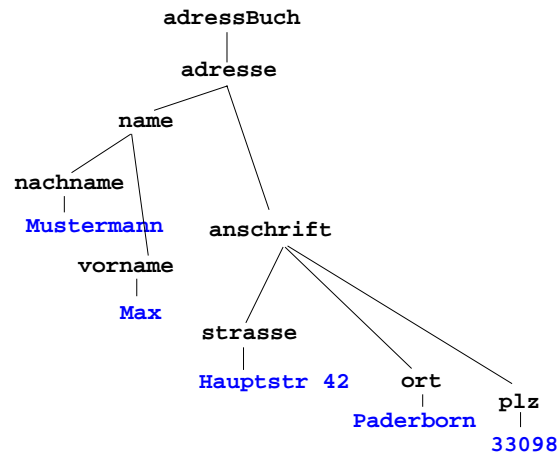 adressBuch
adresse
name
nachname
Mustermann
vorname
Max
anschrift
strasse
Hauptstr 42
ort
Paderborn
plz
33098